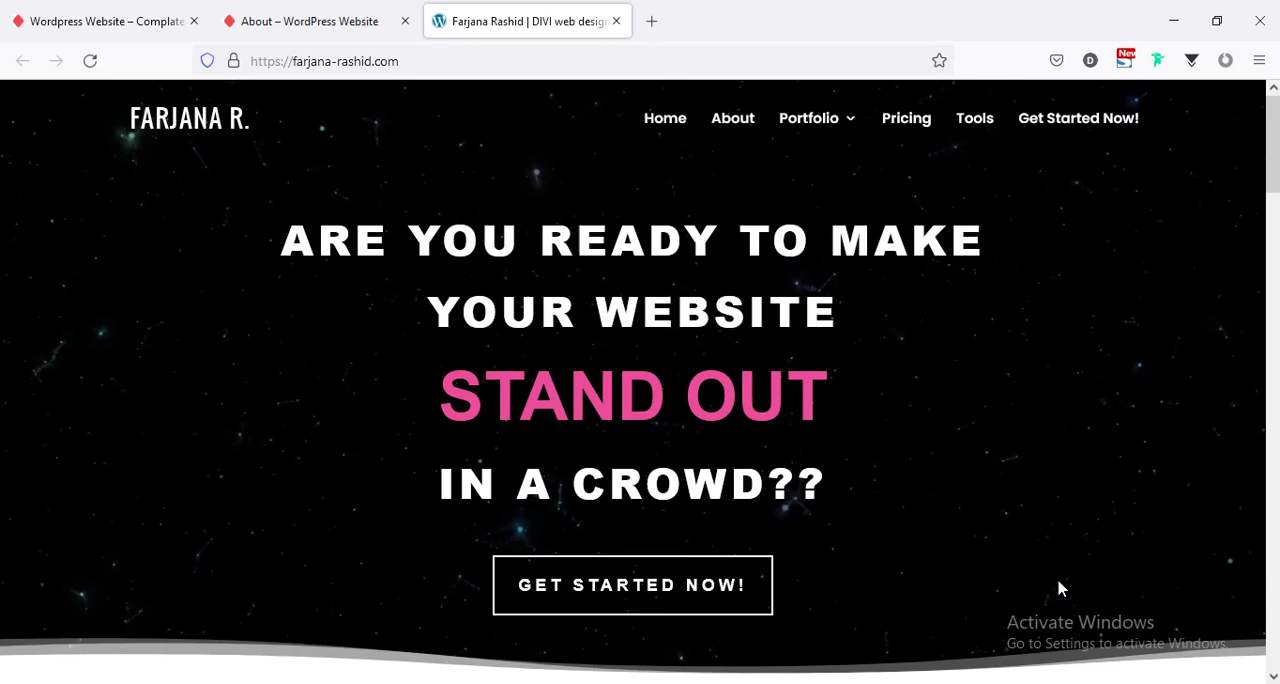 Wordpress Website – Complate
About – WordPress Website
Farjana Rashid | DIVI web desig
https://farjana-rashid.com
D
New
FARJANA R.
Home About Portfolio Pricing Tools Get Started Now!
ARE YOU READY TO MAKE
YOUR WEBSITE
STAND OUT
IN A CROWD??
GET STARTED NOW!
Activate Windows
Go to Settings to activate Windows.